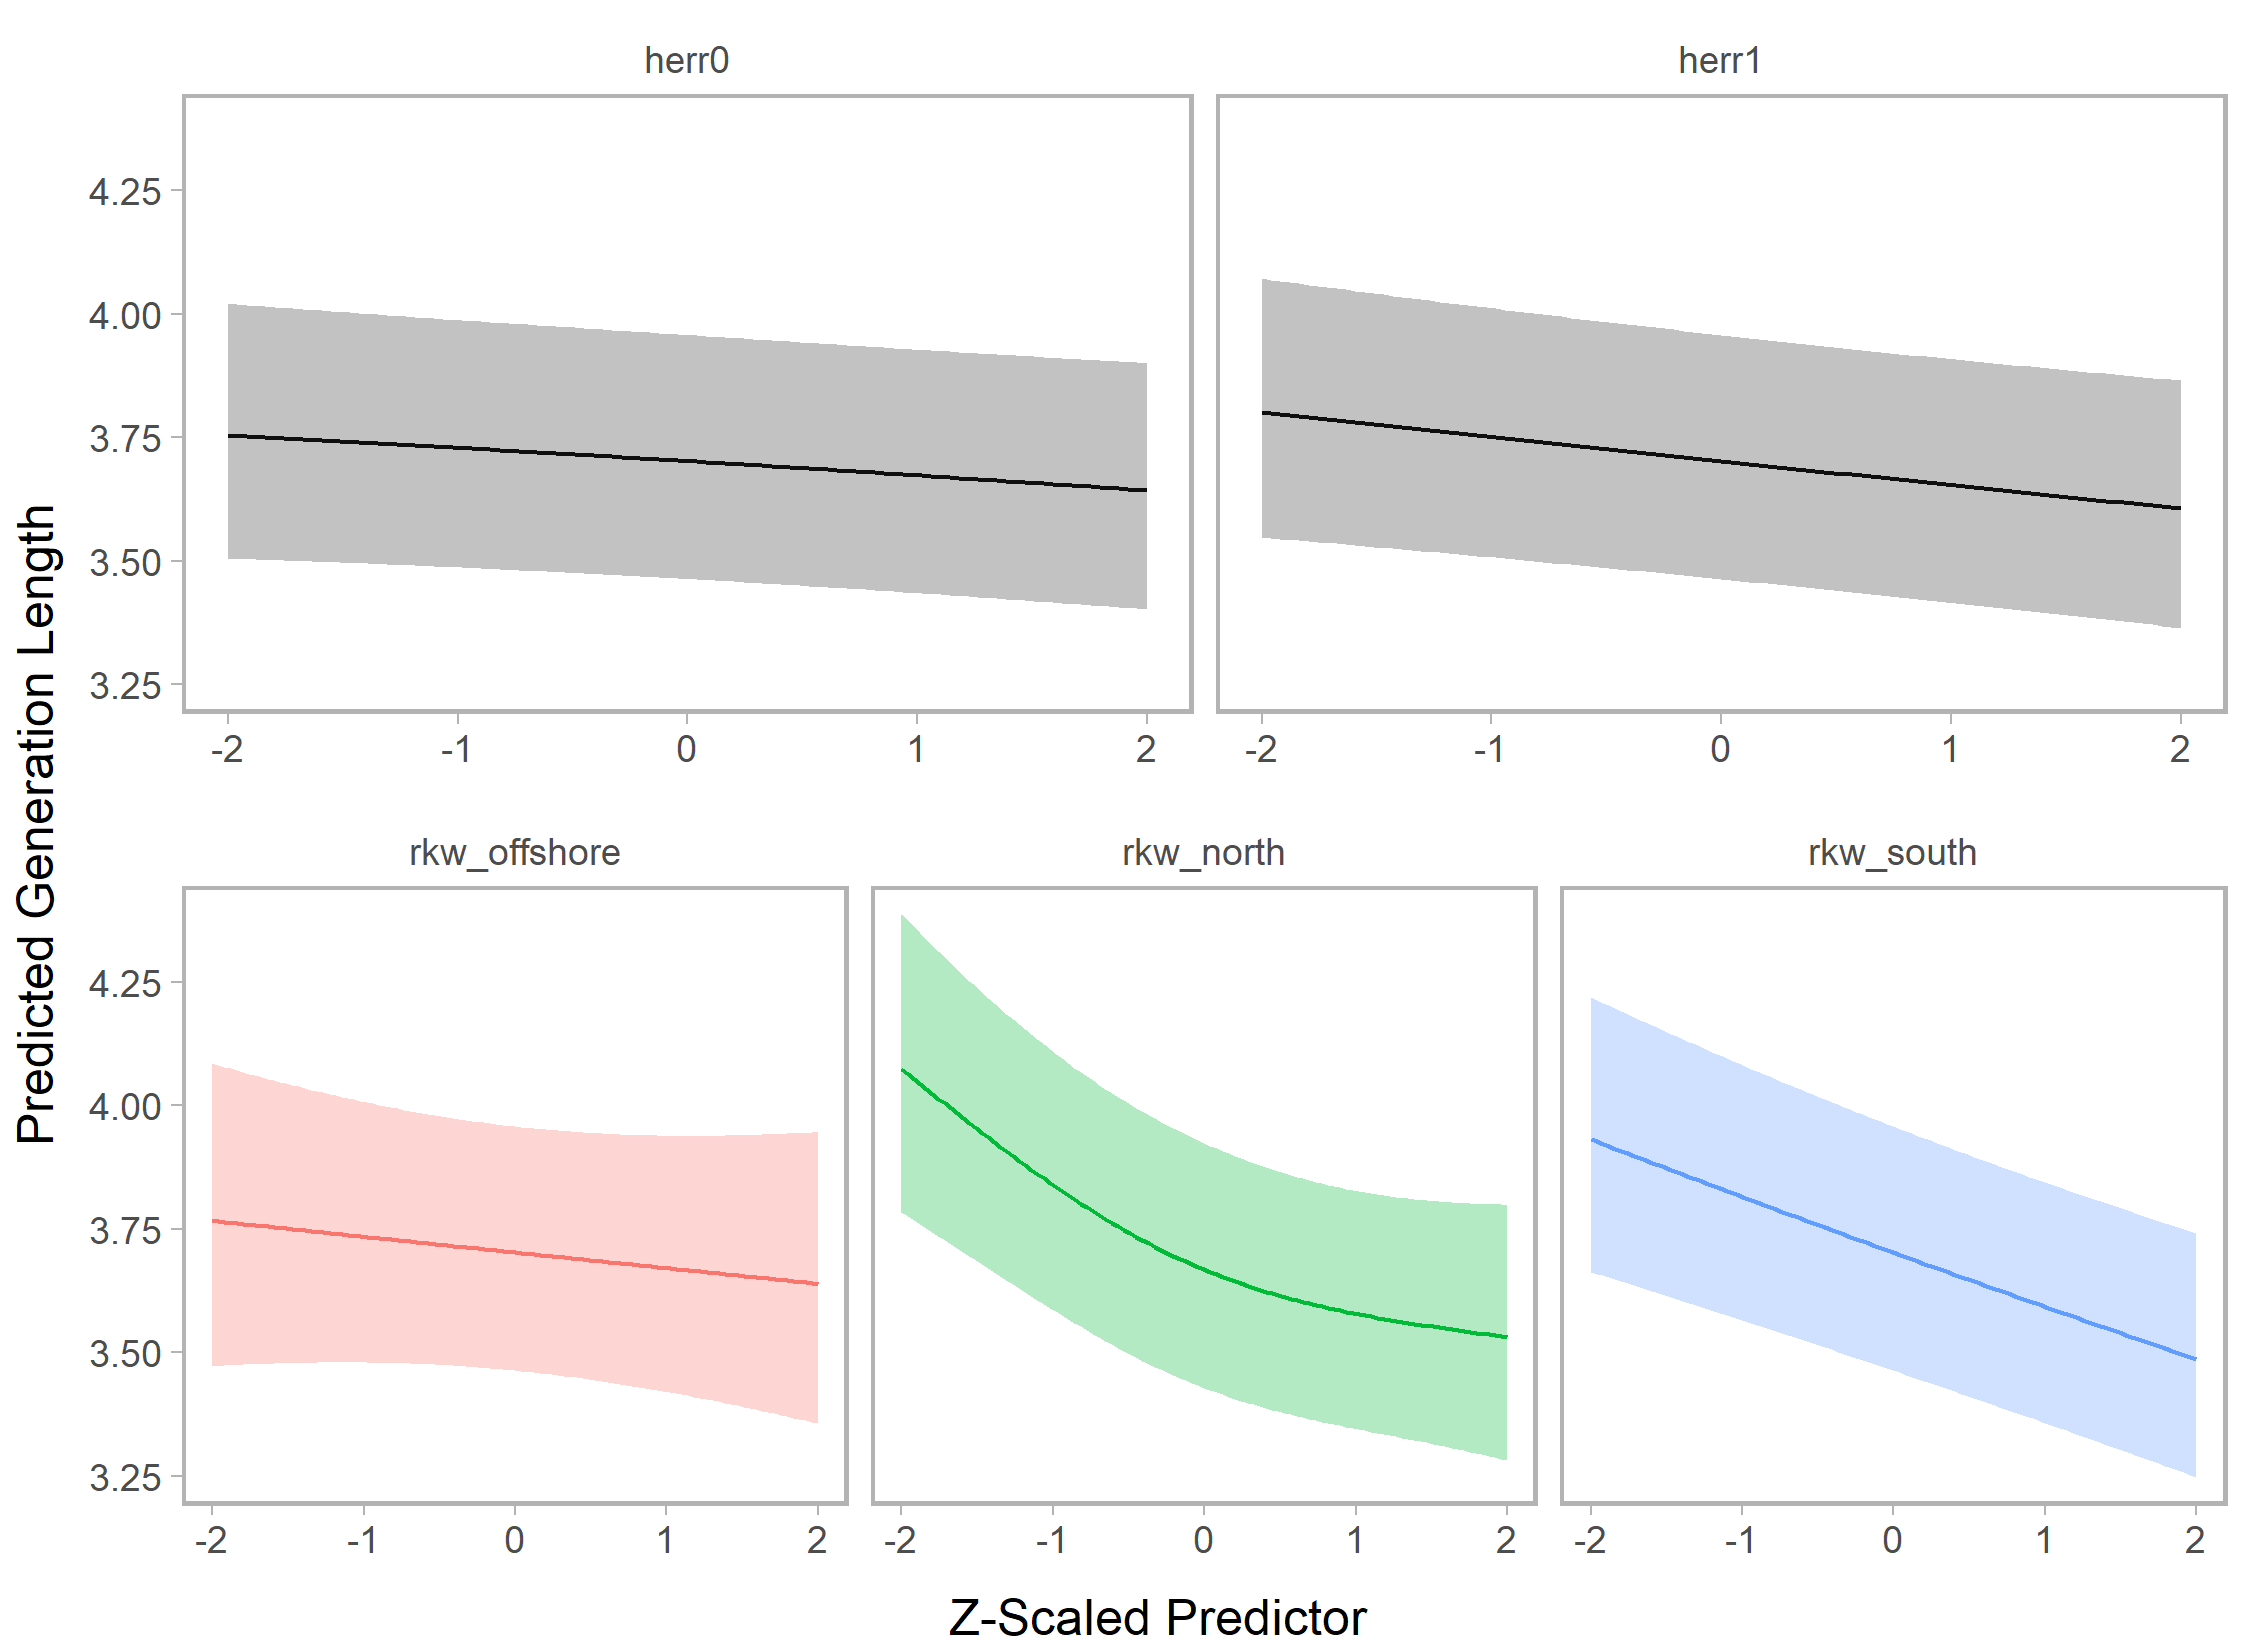 herr0
herr1
4.25
4.00
3.75
3.50
3.25
-2 -1 0 1 2
-2 -1 0 1 2
Predicted Generation Length
rkw_offshore
rkw_north
rkw_south
4.25
4.00
3.75
3.50
3.25
-2 -1 0 1 2
-2 -1 0 1 2
-2 -1 0 1 2
Z-Scaled Predictor